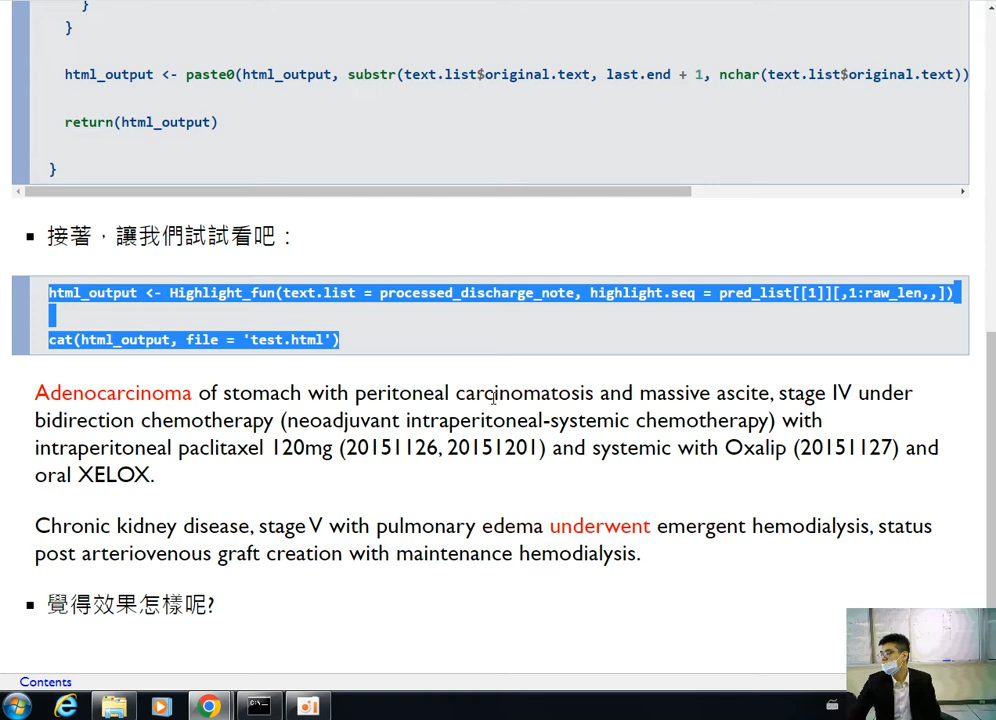 }
}
html_output <- paste0(html_output, substr(text.list$original.text, last.end + 1, nchar(text.list$original.text))
return(html_output)
}
▪ 接著，讓我們試試看吧：
html_output <- Highlight_fun(text.list = processed_discharge_note, highlight.seq = pred_list[[1]][,1:raw_len,,])
cat(html_output, file = 'test.html')
Adenocarcinoma of stomach with peritoneal carcinomatosis and massive ascite, stage IV under
bidirection chemotherapy (neoadjuvant intraperitoneal-systemic chemotherapy) with
intraperitoneal paclitaxel 120mg (20151126, 20151201) and systemic with Oxalip (20151127) and
oral XELOX.
Chronic kidney disease, stage V with pulmonary edema underwent emergent hemodialysis, status
post arteriovenous graft creation with maintenance hemodialysis.
▪ 覺得效果怎樣呢?
Contents